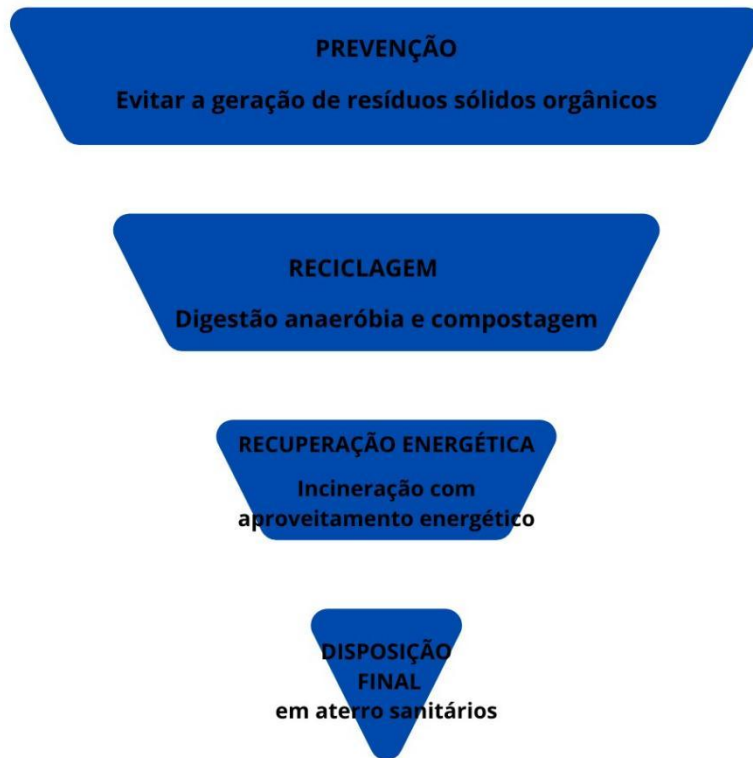 PREVENÇÃO
Evitar a geração de resíduos sólidos orgânicos
RECICLAGEM
Digestão anaeróbia e compostagem
RECUPERAÇÃO ENERGÉTICA
Incineração com
aproveitamento energético
DISPOSIÇÃO
FINAL
em aterro sanitários